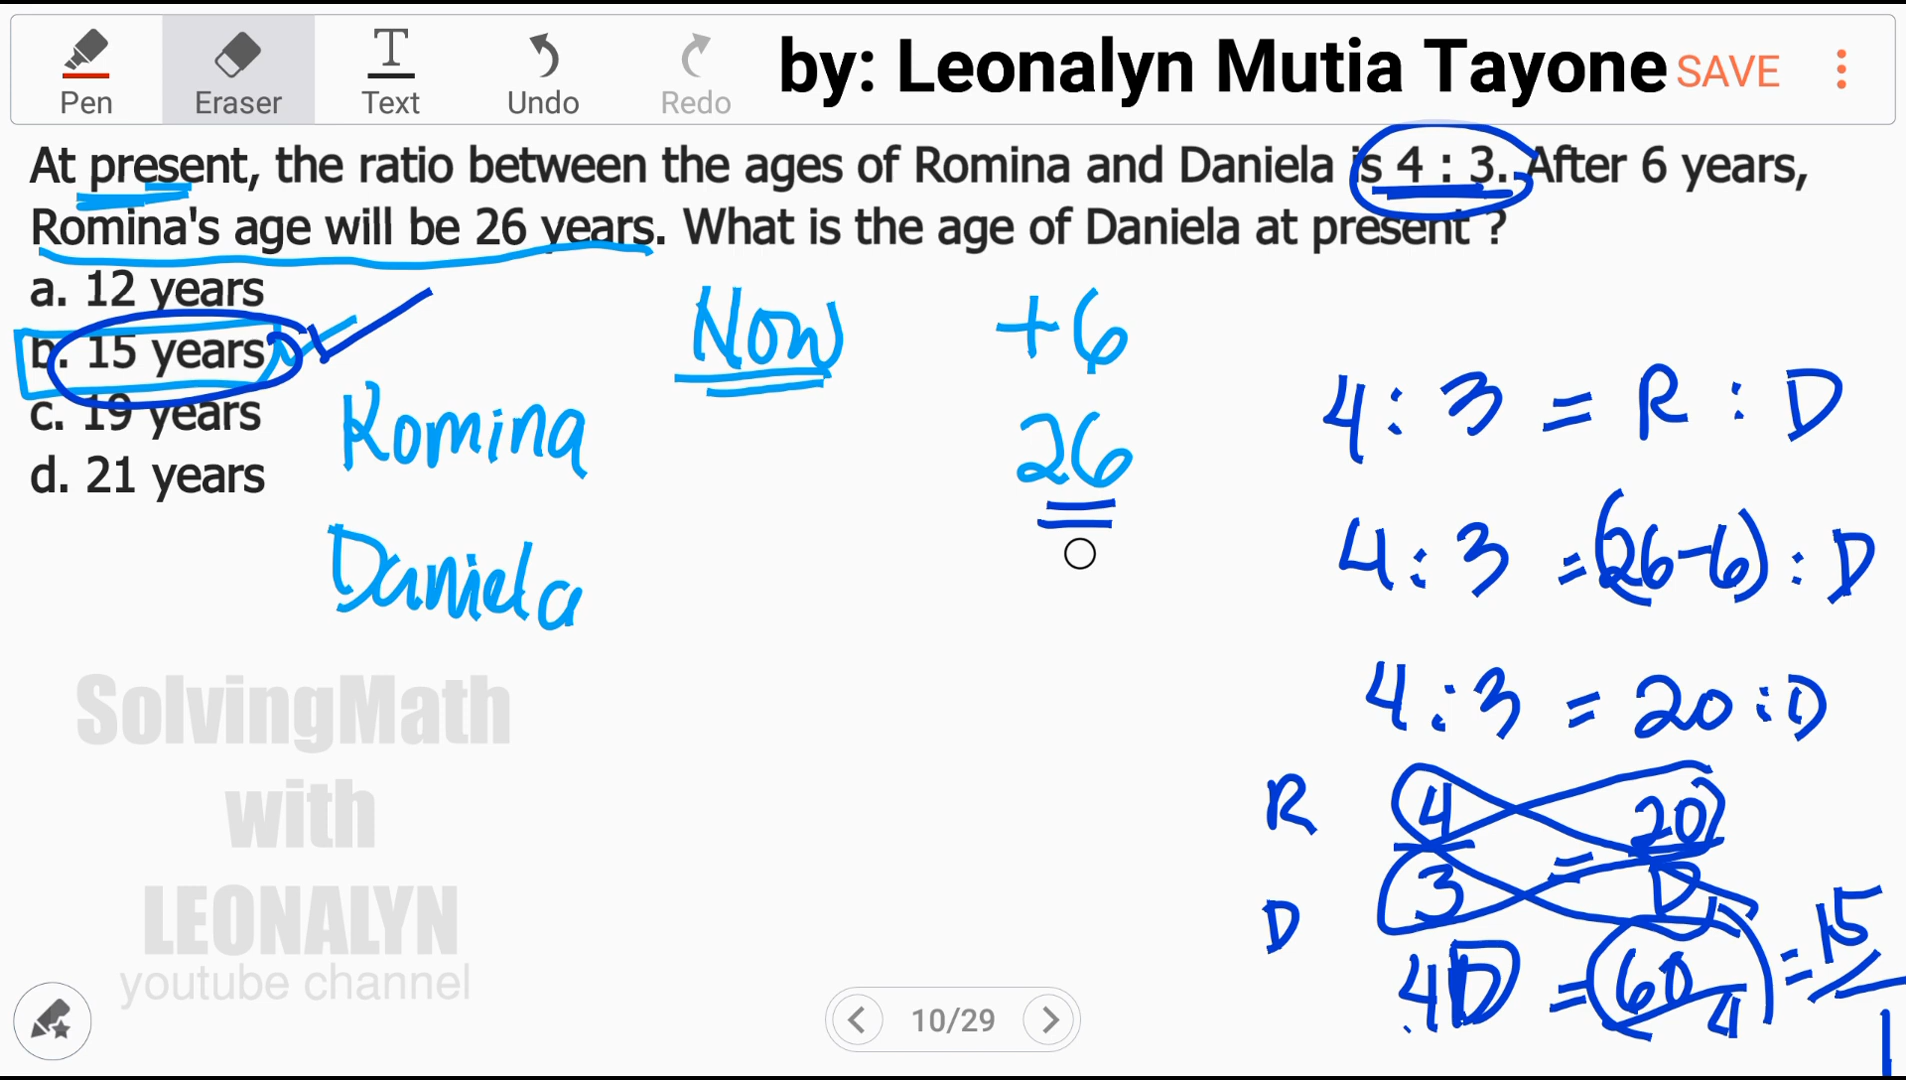 Pen Eraser Text Undo Redo by: Leonalyn Mutia Tayone SAVE
At present, the ratio between the ages of Romina and Daniela is 4 : 3. After 6 years,
Romina's age will be 26 years. What is the age of Daniela at present ?
a. 12 years
b. 15 years
c. 19 years
d. 21 years
Now +6
Romina 26
Daniela
4 : 3 = R : D
4 : 3 = (26-6) : D
4 : 3 = 20 : D
R 4 = 20
D 3 D
4D = 60 = 15
4
SolvingMath
with
LEONALYN
youtube channel
10/29